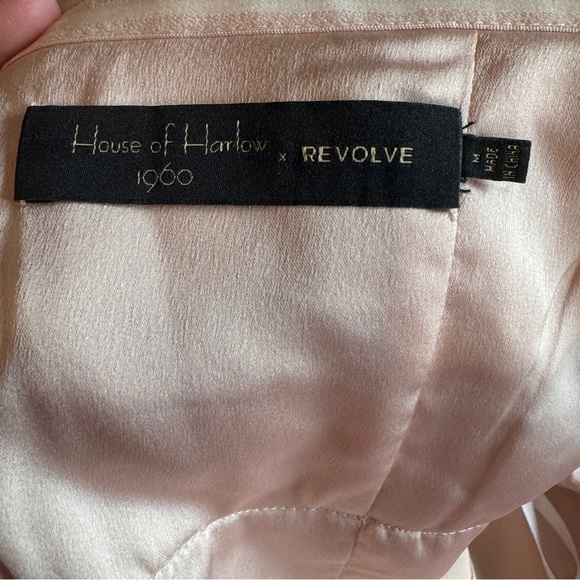 House of Harlow
1960
x REVOLVE
M
MADE
IN CHINA